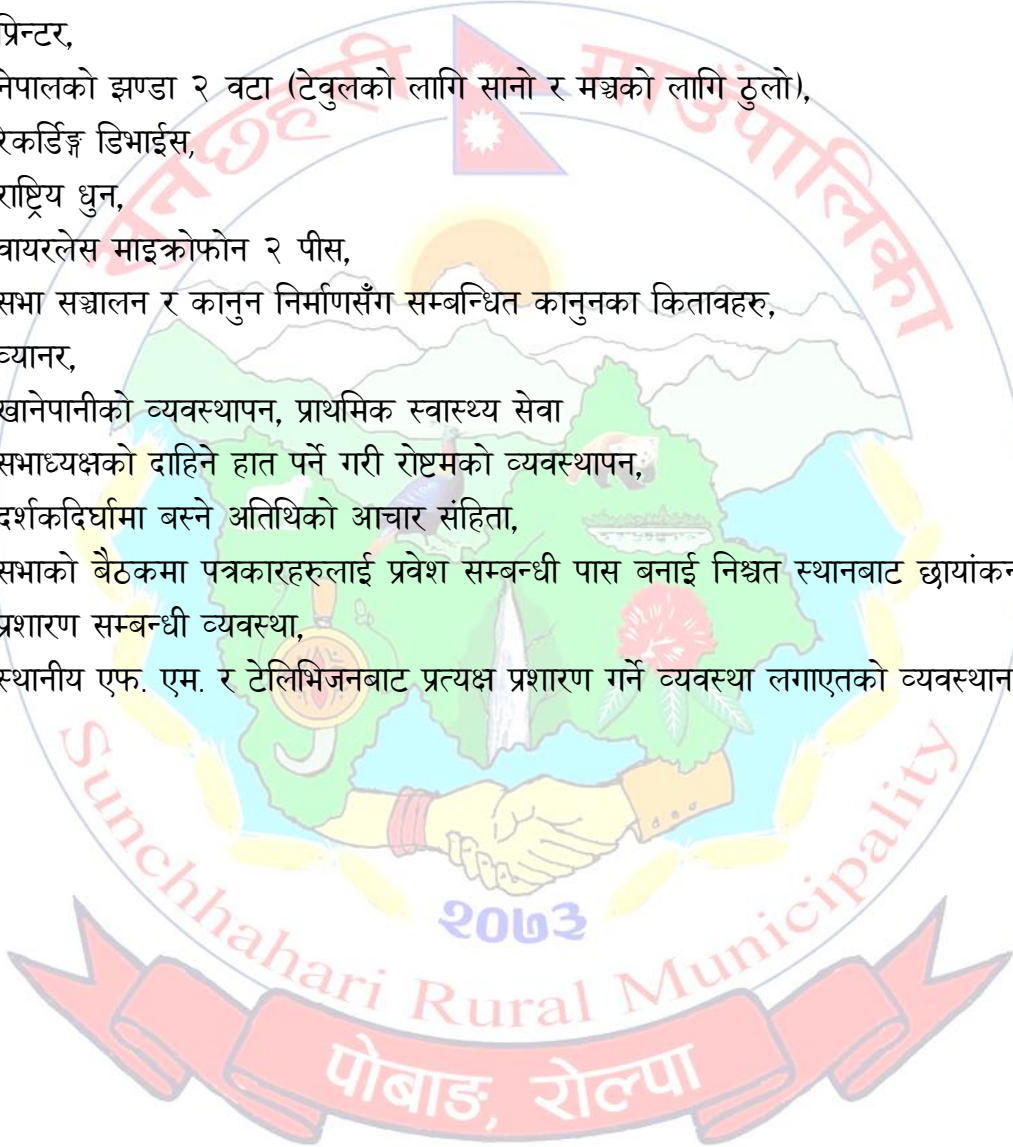 प्रिन्टर,
नेपालको झण्डा २ वटा (टेवुलको लागि सानो र मञ्चको लागि ठुलो),
रेकर्डिङ्ग डिभाईस,
राष्ट्रिय धुन,
वायरलेस माइक्रोफोन २ पीस,
सभा सञ्चालन र कानुन निर्माणसँग सम्बन्धित कानुनका कितावहरु,
व्यानर,
खानेपानीको व्यवस्थापन, प्राथमिक स्वास्थ्य सेवा
सभाध्यक्षको दाहिने हात पर्ने गरी रोष्टमको व्यवस्थापन,
दर्शकदिर्घामा बस्ने अतिथिको आचार संहिता,
सभाको बैठकमा पत्रकारहरुलाई प्रवेश सम्बन्धी पास बनाई निश्चत स्थानबाट छायांकन
प्रशारण सम्बन्धी व्यवस्था,
स्थानीय एफ. एम. र टेलिभिजनबाट प्रत्यक्ष प्रशारण गर्ने व्यवस्था लगाएतको व्यवस्थान
सुनछहरी गाउँपालिका
२०७३
Sunchhahari Rural Municipality
पोबाङ, रोल्पा